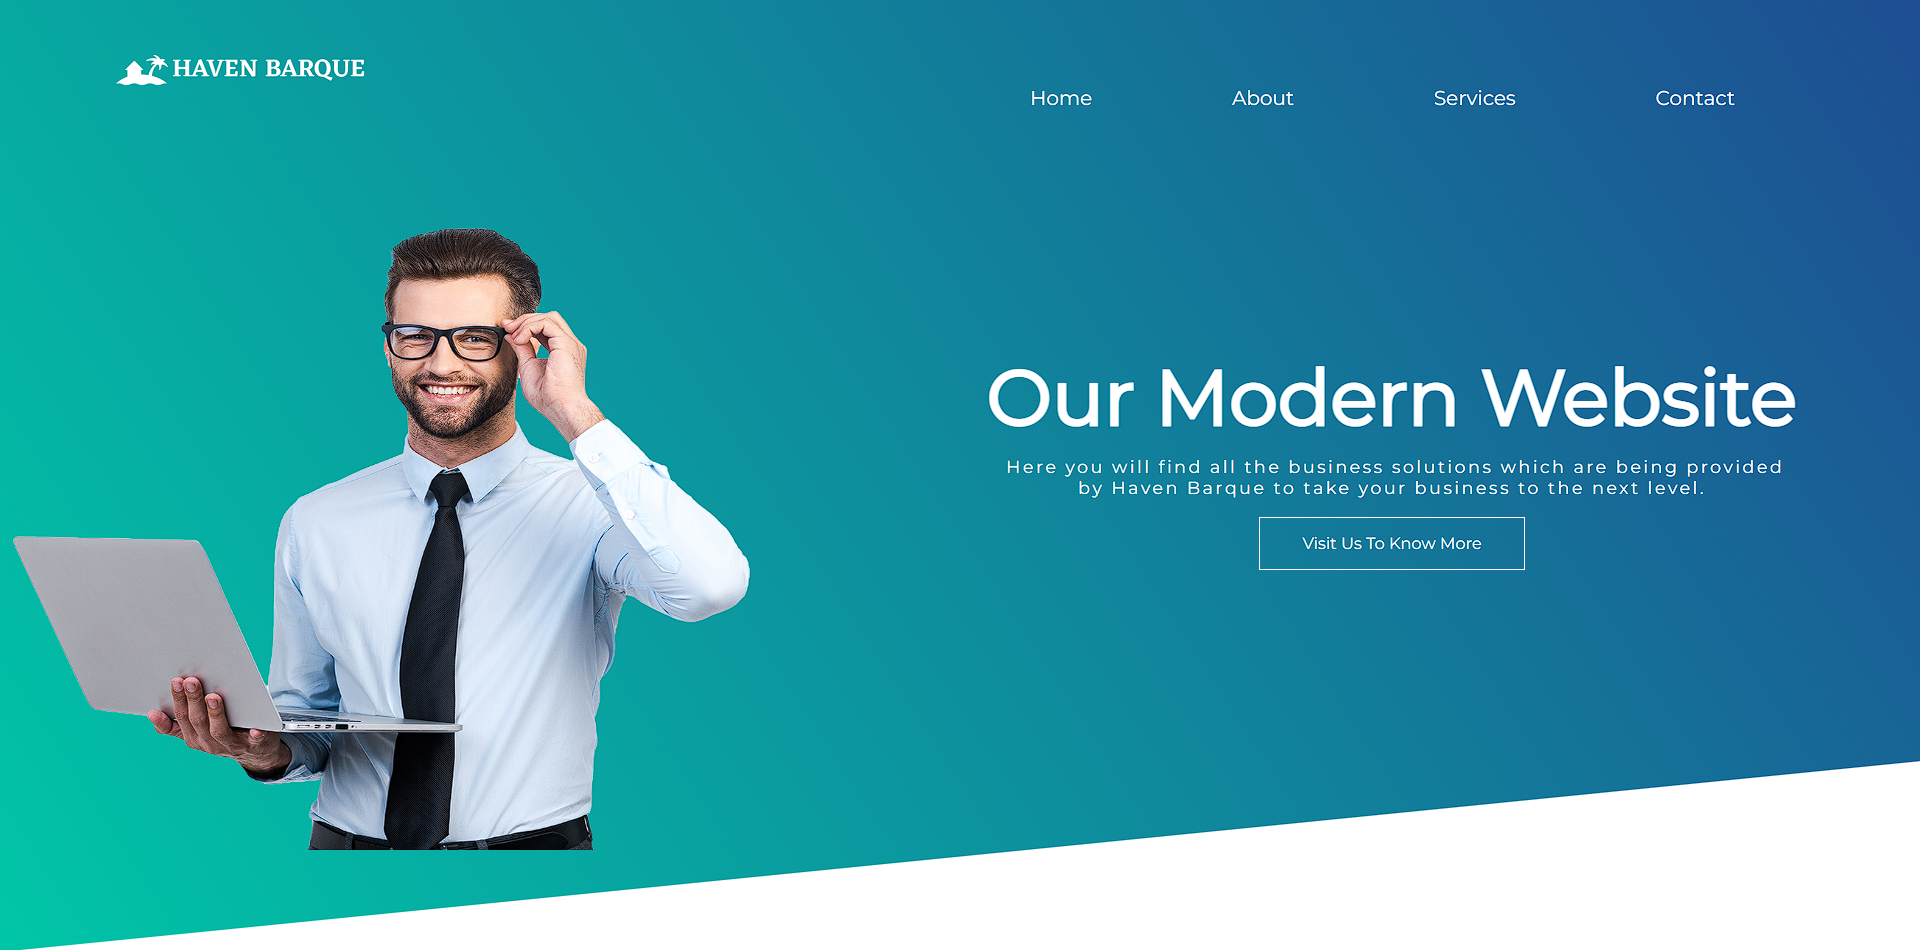 HAVEN BARQUE
Home About Services Contact
Our Modern Website
Here you will find all the business solutions which are being provided
by Haven Barque to take your business to the next level.
Visit Us To Know More